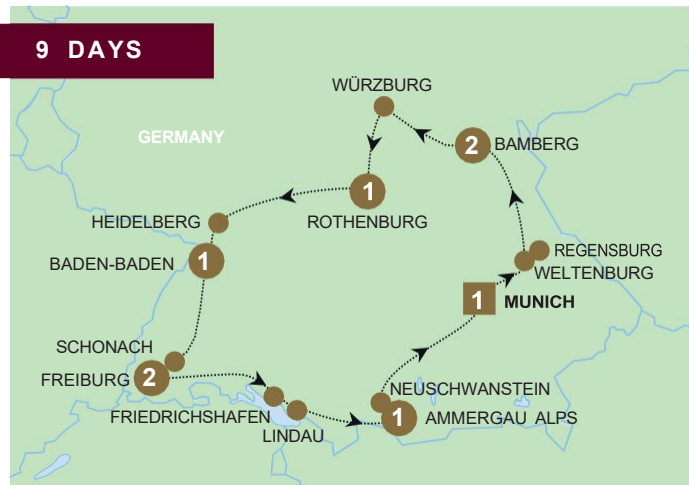 9 DAYS
WÜRZBURG
GERMANY
2 BAMBERG
1
ROTHENBURG
HEIDELBERG
BADEN-BADEN 1
REGENSBURG
WELTENBURG
1 MUNICH
SCHONACH
FREIBURG 2
NEUSCHWANSTEIN
FRIEDRICHSHAFEN
1 AMMERGAU ALPS
LINDAU